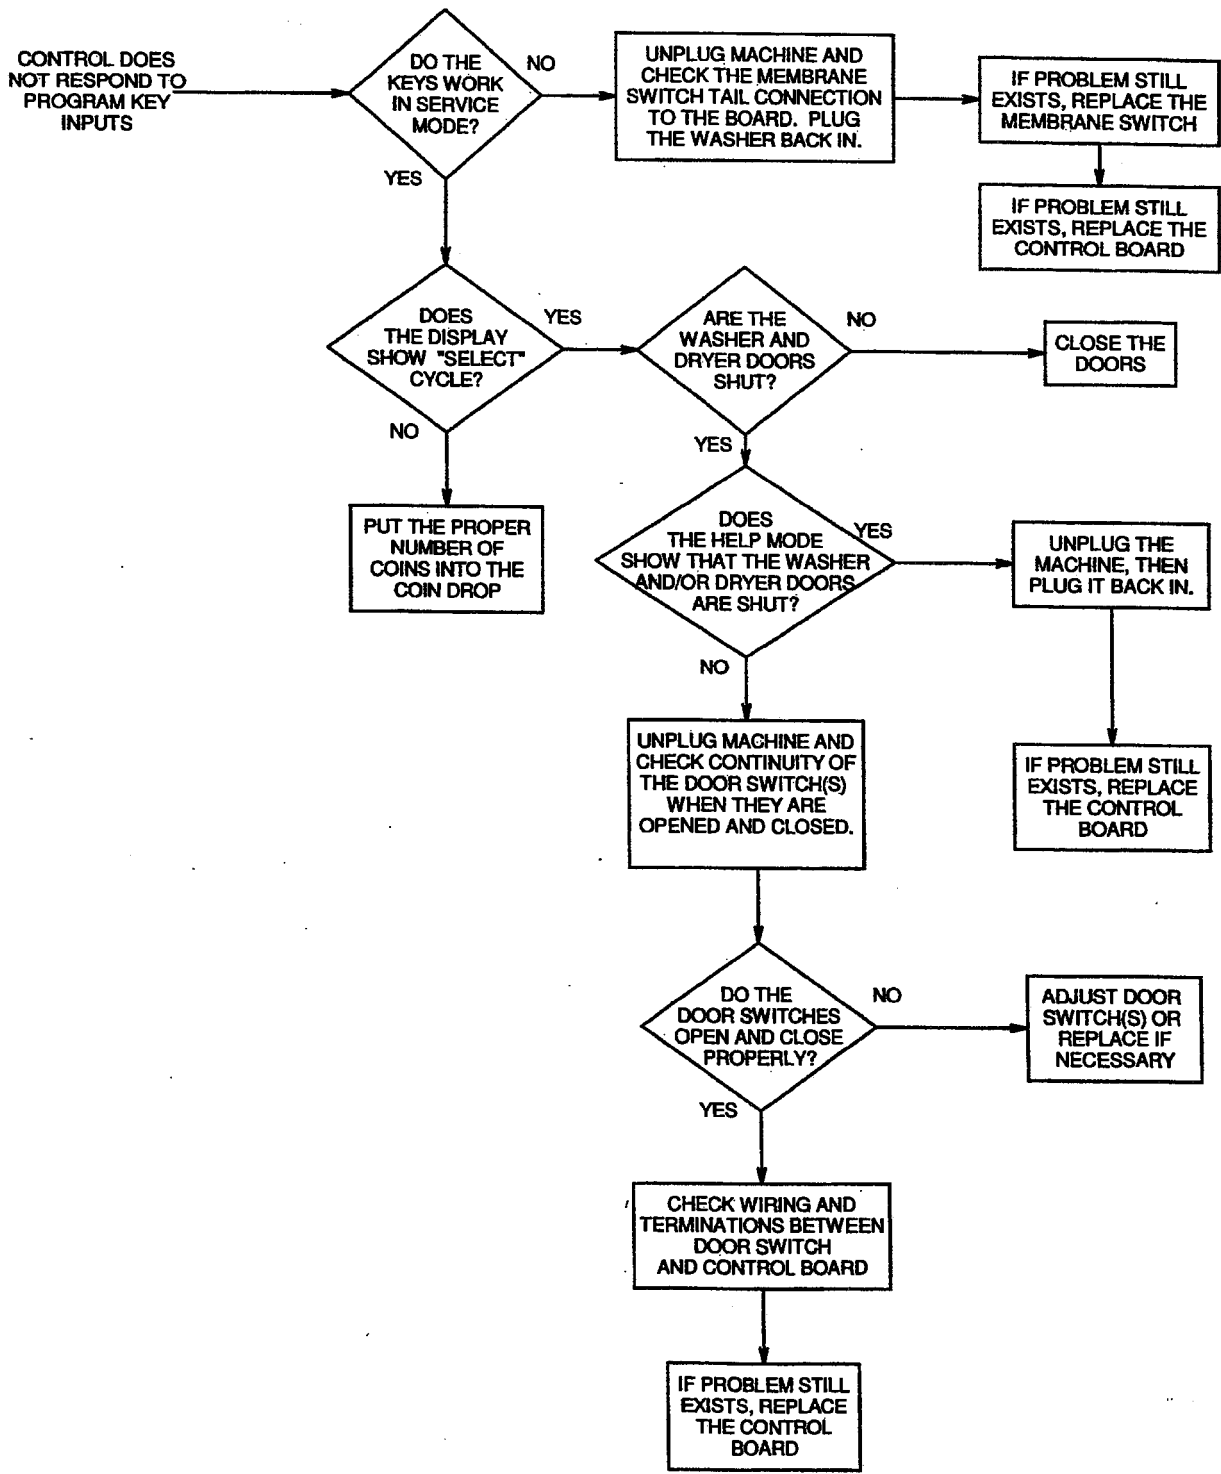 CONTROL DOES
NOT RESPOND TO
PROGRAM KEY
INPUTS
DO THE
KEYS WORK
IN SERVICE
MODE?
NO
UNPLUG MACHINE AND
CHECK THE MEMBRANE
SWITCH TAIL CONNECTION
TO THE BOARD. PLUG
THE WASHER BACK IN.
IF PROBLEM STILL
EXISTS, REPLACE THE
MEMBRANE SWITCH
IF PROBLEM STILL
EXISTS, REPLACE THE
CONTROL BOARD
YES
DOES
THE DISPLAY
SHOW "SELECT"
CYCLE?
YES
ARE THE
WASHER AND
DRYER DOORS
SHUT?
NO
CLOSE THE
DOORS
NO
PUT THE PROPER
NUMBER OF
COINS INTO THE
COIN DROP
YES
DOES
THE HELP MODE
SHOW THAT THE WASHER
AND/OR DRYER DOORS
ARE SHUT?
YES
UNPLUG THE
MACHINE, THEN
PLUG IT BACK IN.
IF PROBLEM STILL
EXISTS, REPLACE
THE CONTROL
BOARD
NO
UNPLUG MACHINE AND
CHECK CONTINUITY OF
THE DOOR SWITCH(S)
WHEN THEY ARE
OPENED AND CLOSED.
DO THE
DOOR SWITCHES
OPEN AND CLOSE
PROPERLY?
NO
ADJUST DOOR
SWITCH(S) OR
REPLACE IF
NECESSARY
YES
CHECK WIRING AND
TERMINATIONS BETWEEN
DOOR SWITCH
AND CONTROL BOARD
IF PROBLEM STILL
EXISTS, REPLACE
THE CONTROL
BOARD